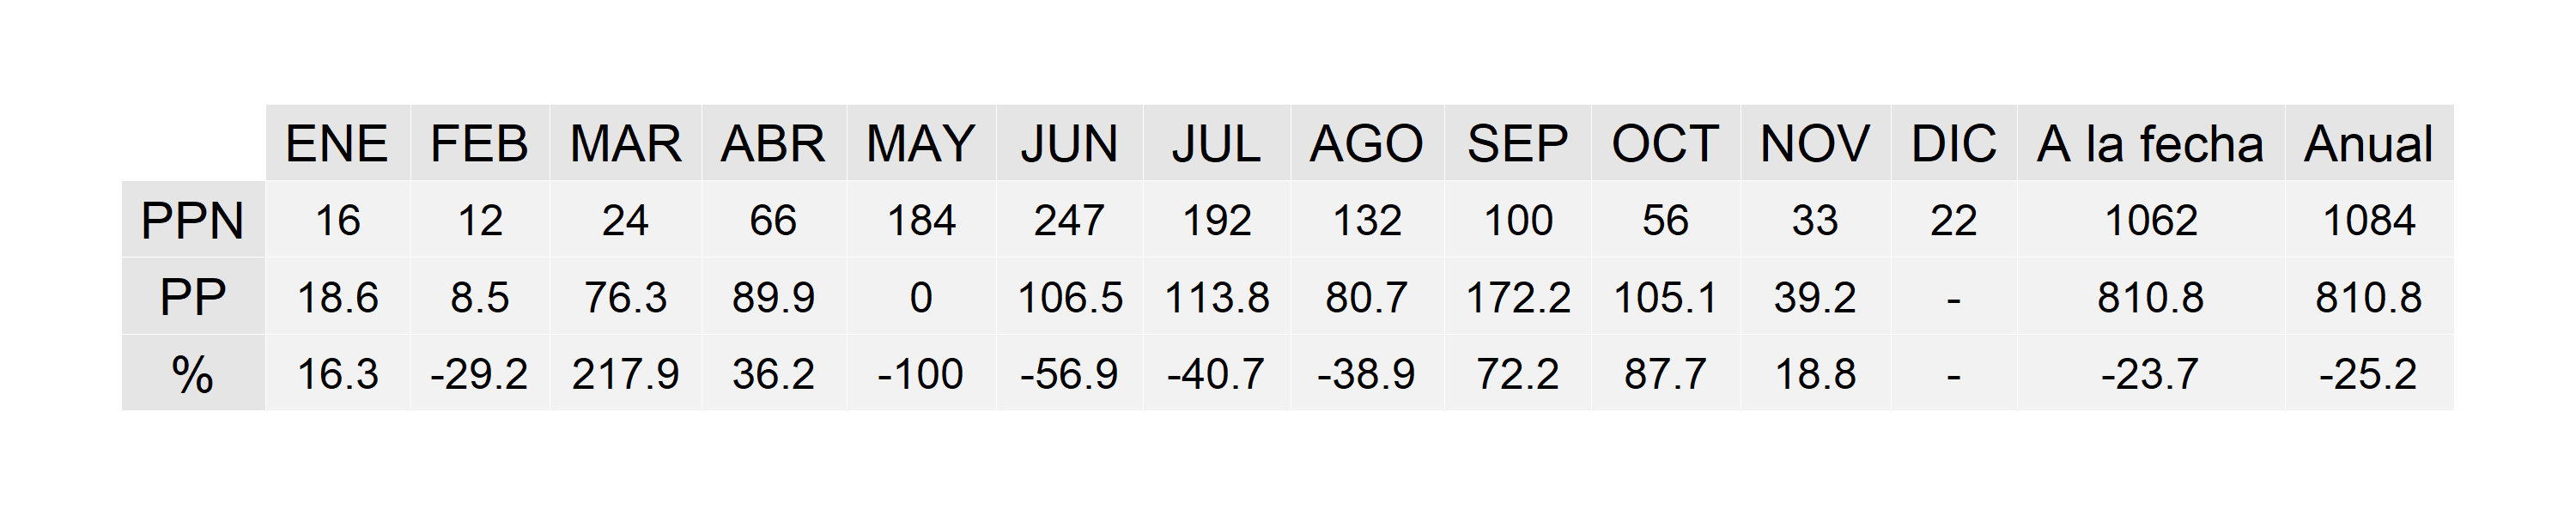 ENE FEB MAR ABR MAY JUN JUL AGO SEP OCT NOV DIC A la fecha Anual
PPN 16 12 24 66 184 247 192 132 100 56 33 22 1062 1084
PP 18.6 8.5 76.3 89.9 0 106.5 113.8 80.7 172.2 105.1 39.2 - 810.8 810.8
% 16.3 -29.2 217.9 36.2 -100 -56.9 -40.7 -38.9 72.2 87.7 18.8 - -23.7 -25.2